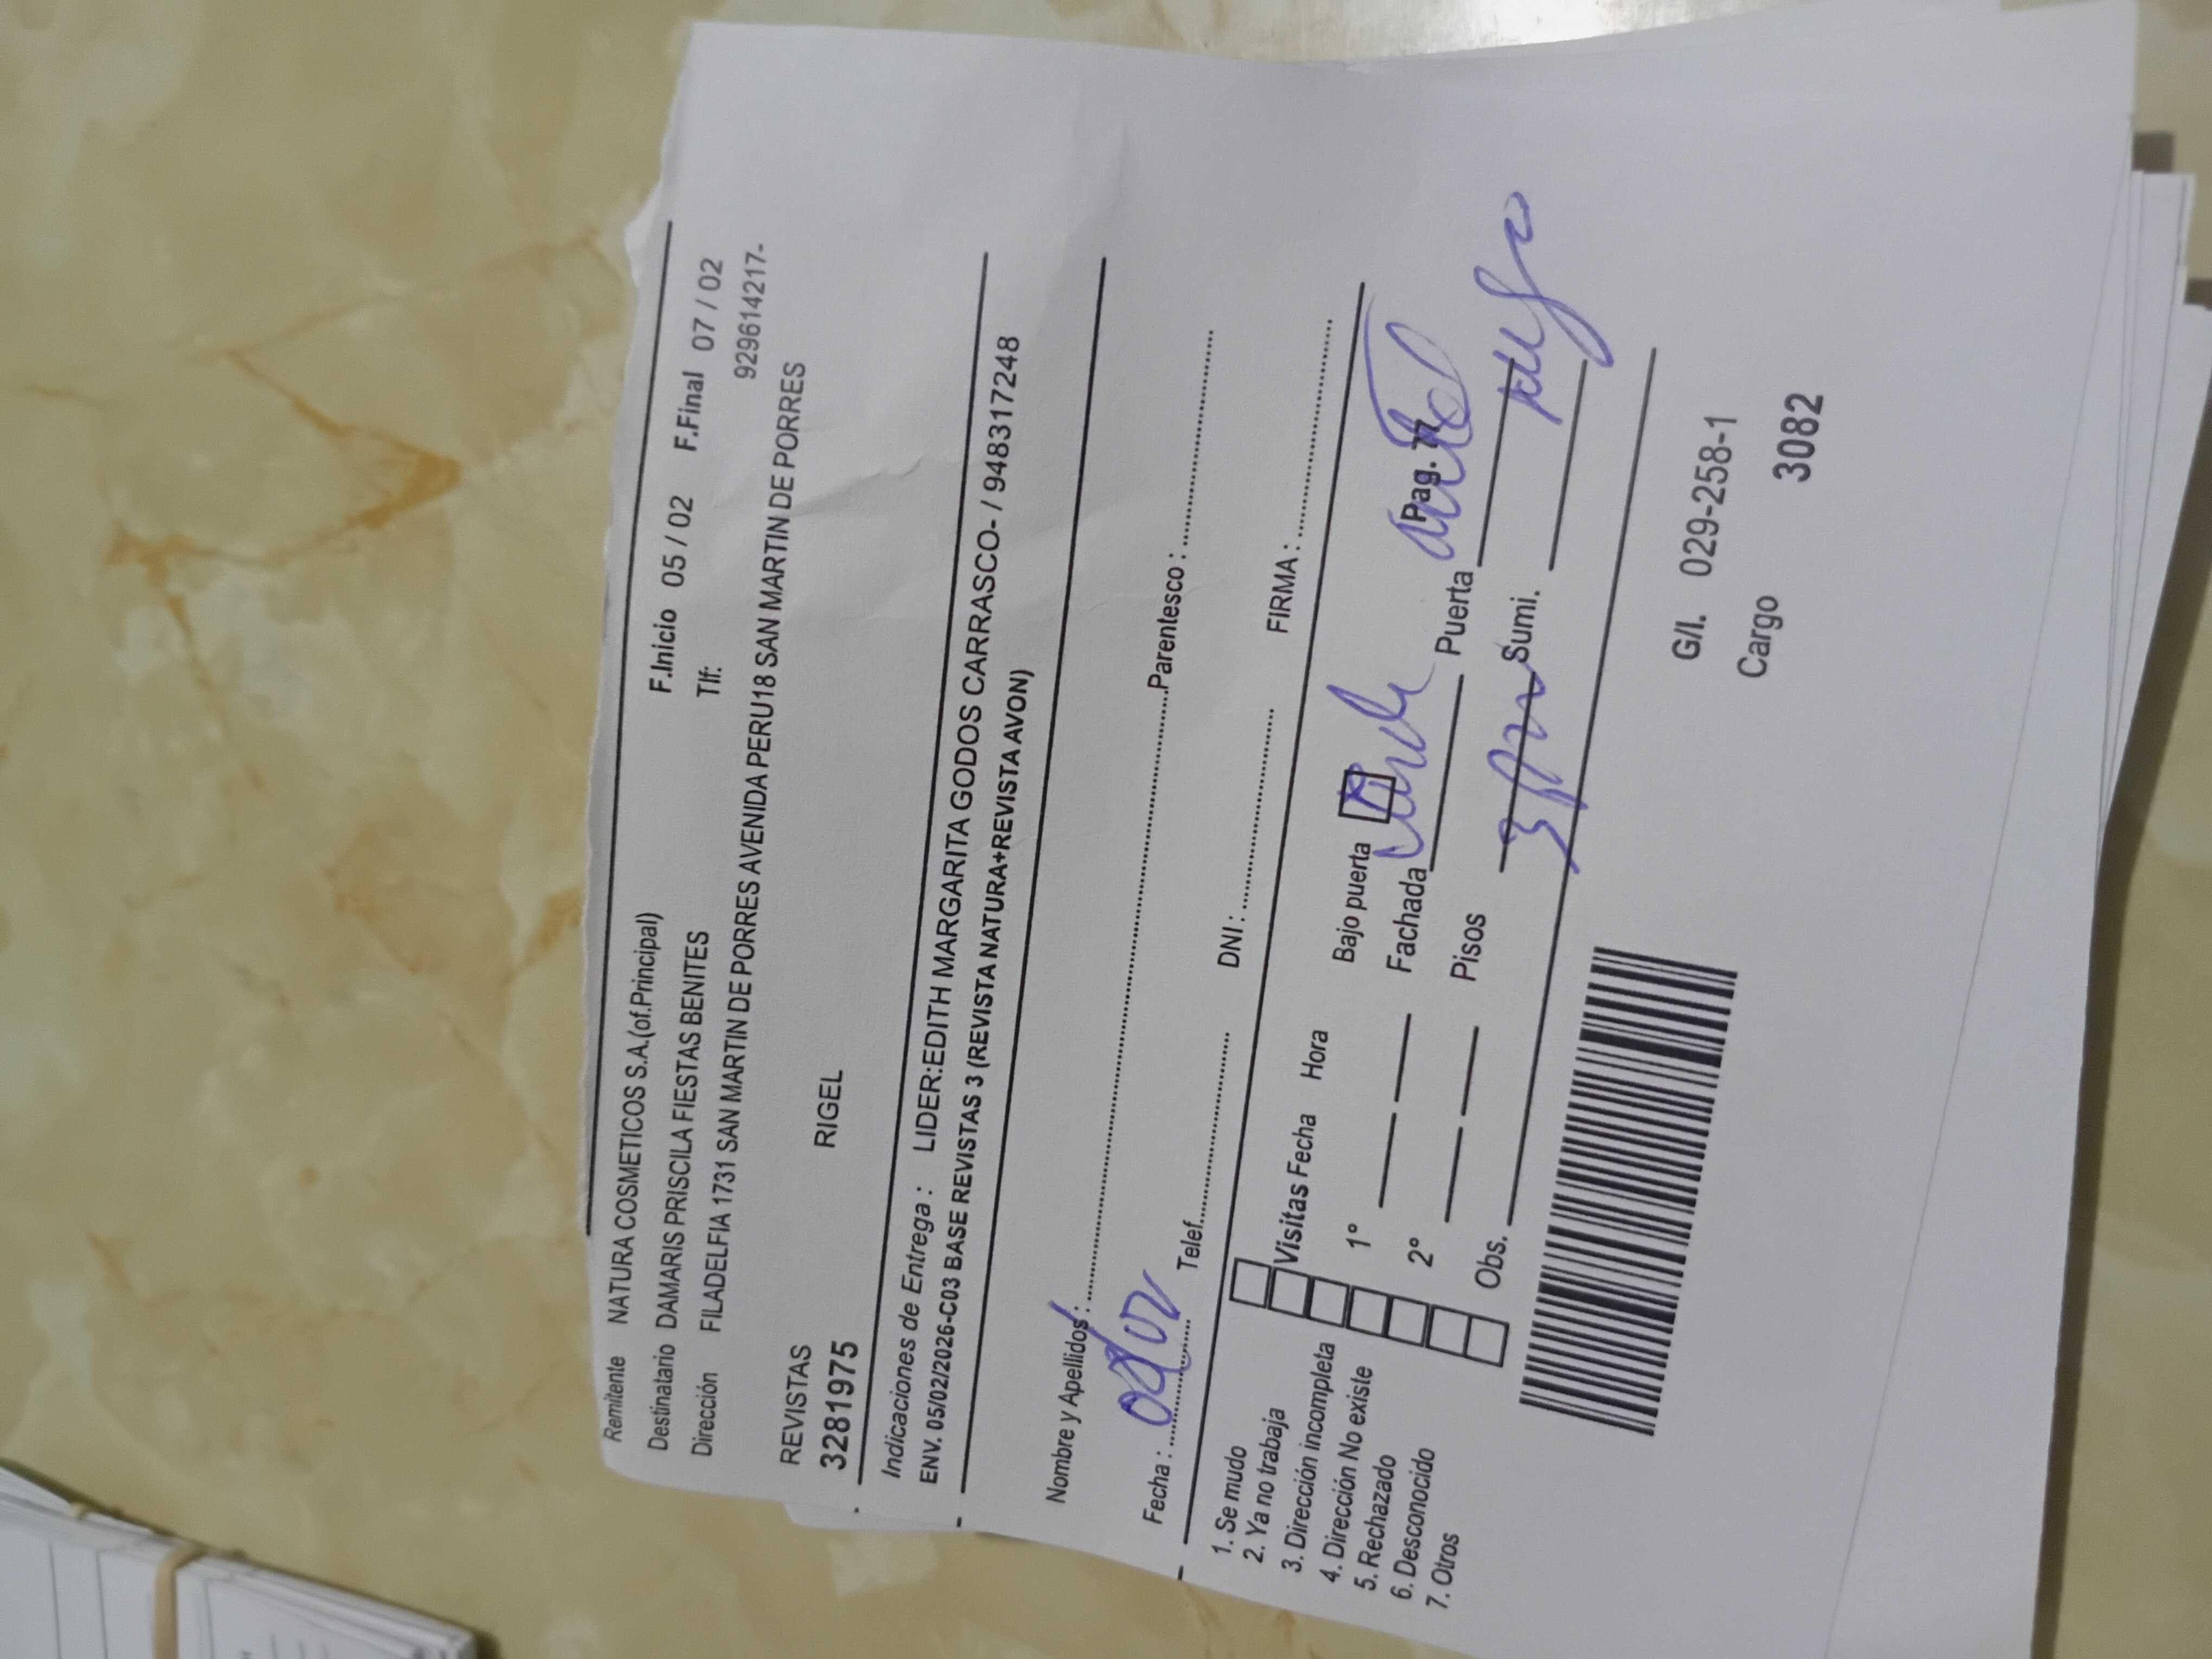 Remitente NATURA COSMETICOS S.A.(of.Principal)
F.Inicio 05 / 02 F.Final 07 / 02
Destinatario DAMARIS PRISCILA FIESTAS BENITES Tlf: 929614217-
Dirección FILADELFIA 1731 SAN MARTIN DE PORRES AVENIDA PERU18 SAN MARTIN DE PORRES
REVISTAS RIGEL
32819 75
Indicaciones de Entrega : LIDER:EDITH MARGARITA GODOS CARRASCO- / 948317248
ENV. 05/02/2026-C03 BASE REVISTAS 3 (REVISTA NATURA+REVISTA AVON)
Nombre y Apellidos :
Parentesco :
Fecha : Telef. DNI : FIRMA :
1. Se mudo
2. Ya no trabaja
3. Dirección incompleta
4. Dirección No existe
5. Rechazado
6. Desconocido
7. Otros
Visitas Fecha Hora Bajo puerta Pag. 77
1° Fachada Puerta
2° Pisos 3 Sumi.
Obs.
G/I. 029-258-1
Cargo 3082